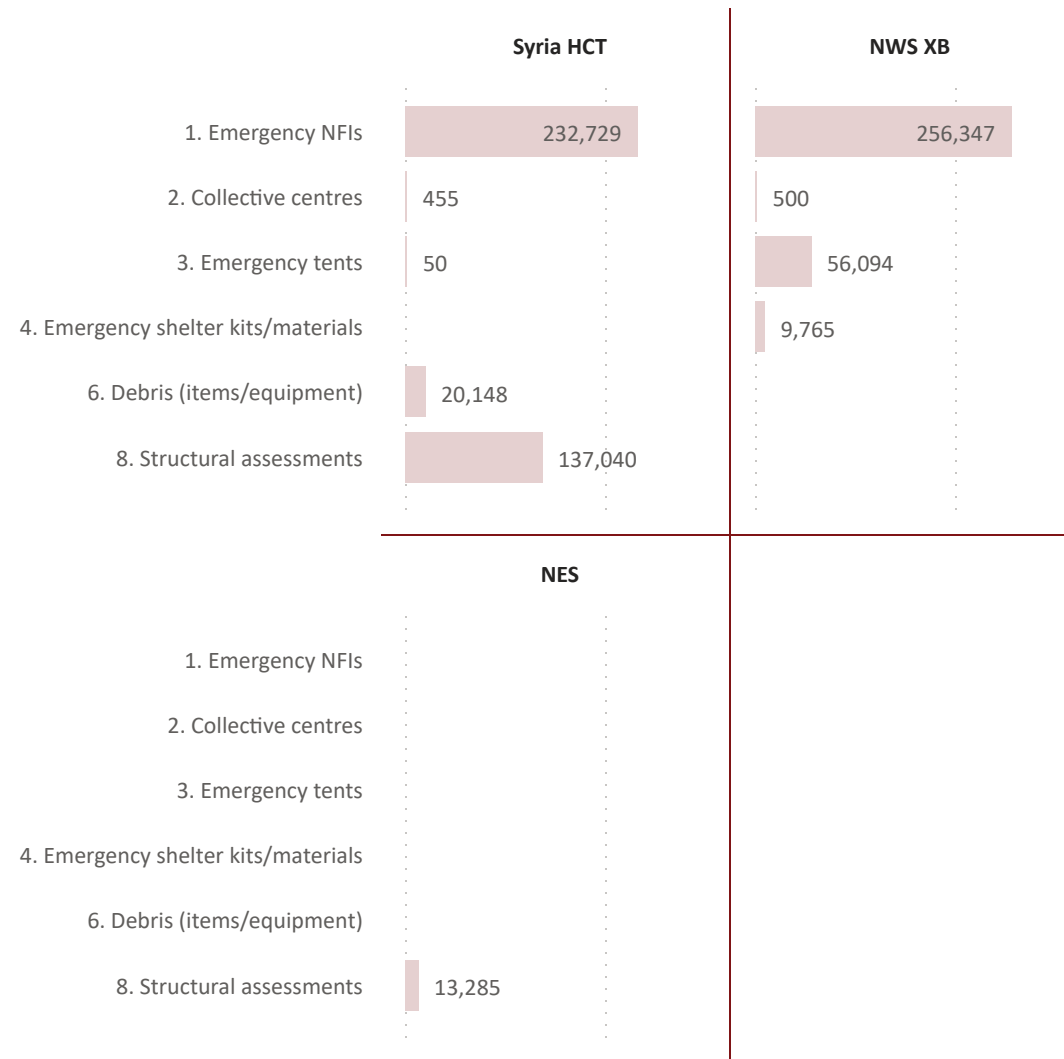 Syria HCT
NWS XB
1. Emergency NFIs
232,729
256,347
2. Collective centres
455
500
3. Emergency tents
50
56,094
4. Emergency shelter kits/materials
9,765
6. Debris (items/equipment)
20,148
8. Structural assessments
137,040
NES
1. Emergency NFIs
2. Collective centres
3. Emergency tents
4. Emergency shelter kits/materials
6. Debris (items/equipment)
8. Structural assessments
13,285